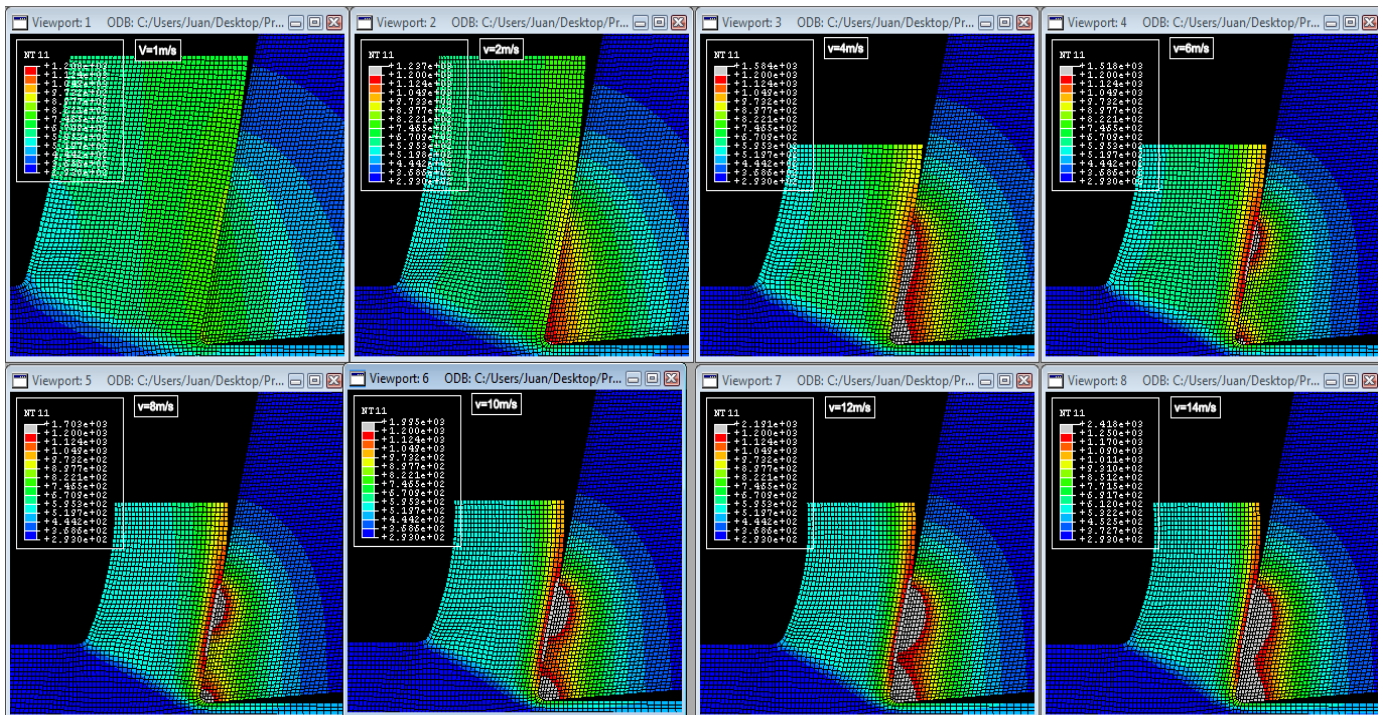 Viewport: 1 ODB: C:/Users/Juan/Desktop/Pr...
V=1m/s
NT11
Viewport: 2 ODB: C:/Users/Juan/Desktop/Pr...
v=2m/s
NT11
+1.237e+03
+1.200e+03
+1.124e+03
+1.049e+03
+9.732e+02
+8.977e+02
+8.221e+02
+7.465e+02
+6.709e+02
+5.953e+02
+5.198e+02
+4.442e+02
+3.686e+02
+2.930e+02
Viewport: 3 ODB: C:/Users/Juan/Desktop/Pr...
v=4m/s
NT11
+1.584e+03
+1.200e+03
+1.124e+03
+1.049e+03
+9.732e+02
+8.977e+02
+8.221e+02
+7.465e+02
+6.709e+02
+5.953e+02
+5.197e+02
+4.442e+02
+3.686e+02
+2.930e+02
Viewport: 4 ODB: C:/Users/Juan/Desktop/Pr...
v=6m/s
NT11
+1.518e+03
+1.200e+03
+1.124e+03
+1.049e+03
+9.732e+02
+8.977e+02
+8.221e+02
+7.465e+02
+6.709e+02
+5.953e+02
+5.197e+02
+4.442e+02
+3.686e+02
+2.930e+02
Viewport: 5 ODB: C:/Users/Juan/Desktop/Pr...
v=8m/s
NT11
+1.703e+03
+1.200e+03
+1.124e+03
+1.049e+03
+9.732e+02
+8.977e+02
+8.221e+02
+7.465e+02
+6.709e+02
+5.953e+02
+5.197e+02
+4.442e+02
+3.686e+02
+2.930e+02
Viewport: 6 ODB: C:/Users/Juan/Desktop/Pr...
v=10m/s
NT11
+1.995e+03
+1.200e+03
+1.124e+03
+1.049e+03
+9.732e+02
+8.977e+02
+8.221e+02
+7.465e+02
+6.709e+02
+5.953e+02
+5.197e+02
+4.442e+02
+3.686e+02
+2.930e+02
Viewport: 7 ODB: C:/Users/Juan/Desktop/Pr...
v=12m/s
NT11
+2.191e+03
+1.200e+03
+1.124e+03
+1.049e+03
+9.732e+02
+8.977e+02
+8.221e+02
+7.465e+02
+6.709e+02
+5.953e+02
+5.197e+02
+4.442e+02
+3.686e+02
+2.930e+02
Viewport: 8 ODB: C:/Users/Juan/Desktop/Pr...
v=14m/s
NT11
+2.418e+03
+1.250e+03
+1.170e+03
+1.090e+03
+1.011e+03
+9.310e+02
+8.512e+02
+7.715e+02
+6.917e+02
+6.120e+02
+5.322e+02
+4.525e+02
+3.727e+02
+2.930e+02